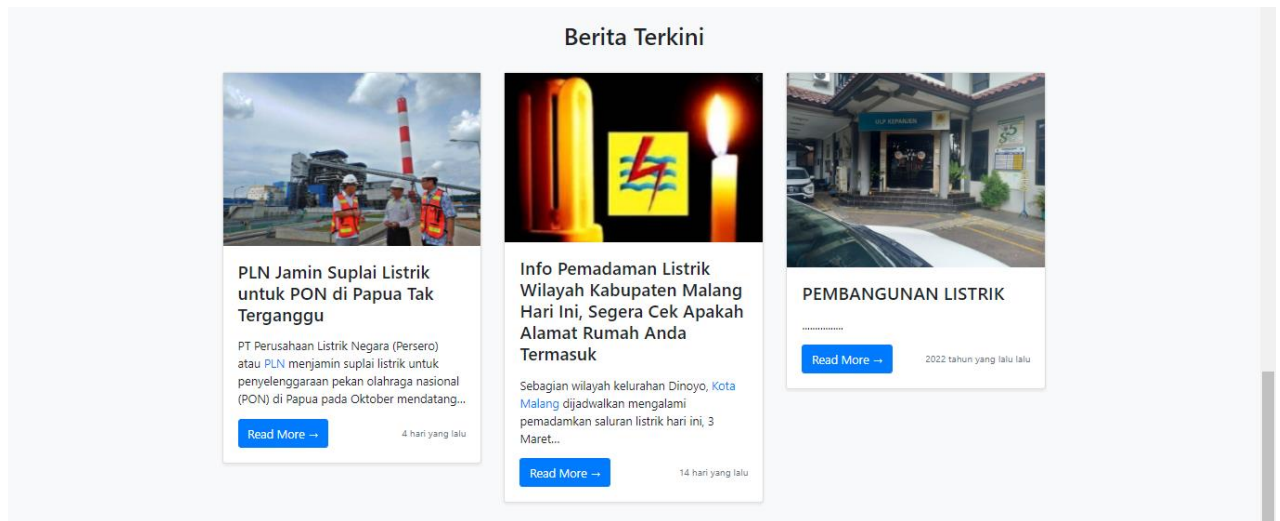 Berita Terkini
PLN Jamin Suplai Listrik
untuk PON di Papua Tak
Terganggu
PT Perusahaan Listrik Negara (Persero)
atau PLN menjamin suplai listrik untuk
penyelenggaraan pekan olahraga nasional
(PON) di Papua pada Oktober mendatang...
Read More →
4 hari yang lalu
Info Pemadaman Listrik
Wilayah Kabupaten Malang
Hari Ini, Segera Cek Apakah
Alamat Rumah Anda
Termasuk
Sebagian wilayah kelurahan Dinoyo, Kota
Malang dijadwalkan mengalami
pemadamkan saluran listrik hari ini, 3
Maret...
Read More →
14 hari yang lalu
ULP KEPANJEN
PEMBANGUNAN LISTRIK
................
Read More →
2022 tahun yang lalu lalu